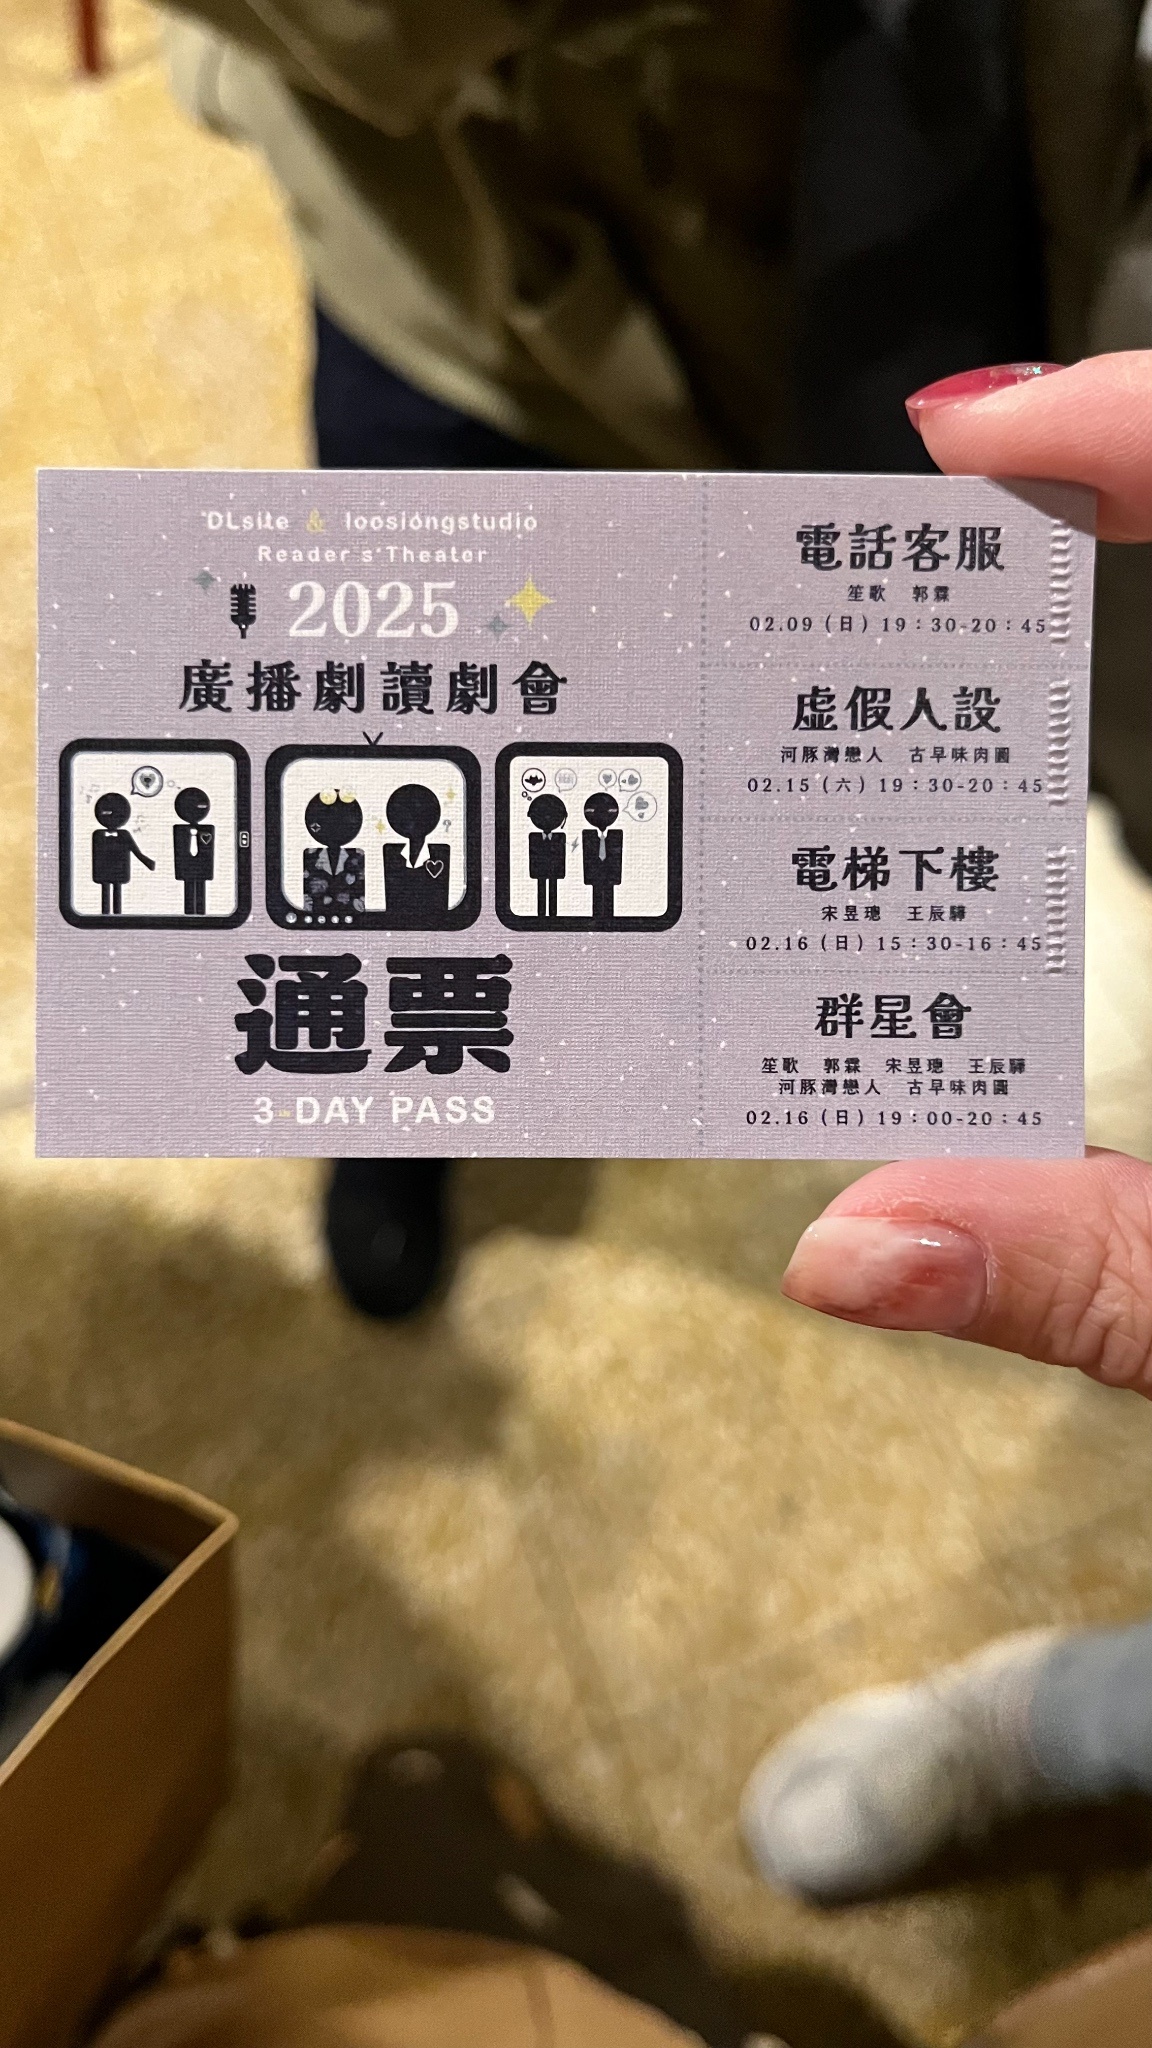 DLsite & loosiongstudio
Reader's Theater
2025
廣播劇讀劇會
通票
3-DAY PASS
電話客服
笙歌 郭霖
02.09（日）19：30-20：45
虛假人設
河豚灣戀人 古早味肉圓
02.15（六）19：30-20：45
電梯下樓
宋昱璁 王辰驊
02.16（日）15：30-16：45
群星會
笙歌 郭霖 宋昱璁 王辰驊
河豚灣戀人 古早味肉圓
02.16（日）19：00-20：45